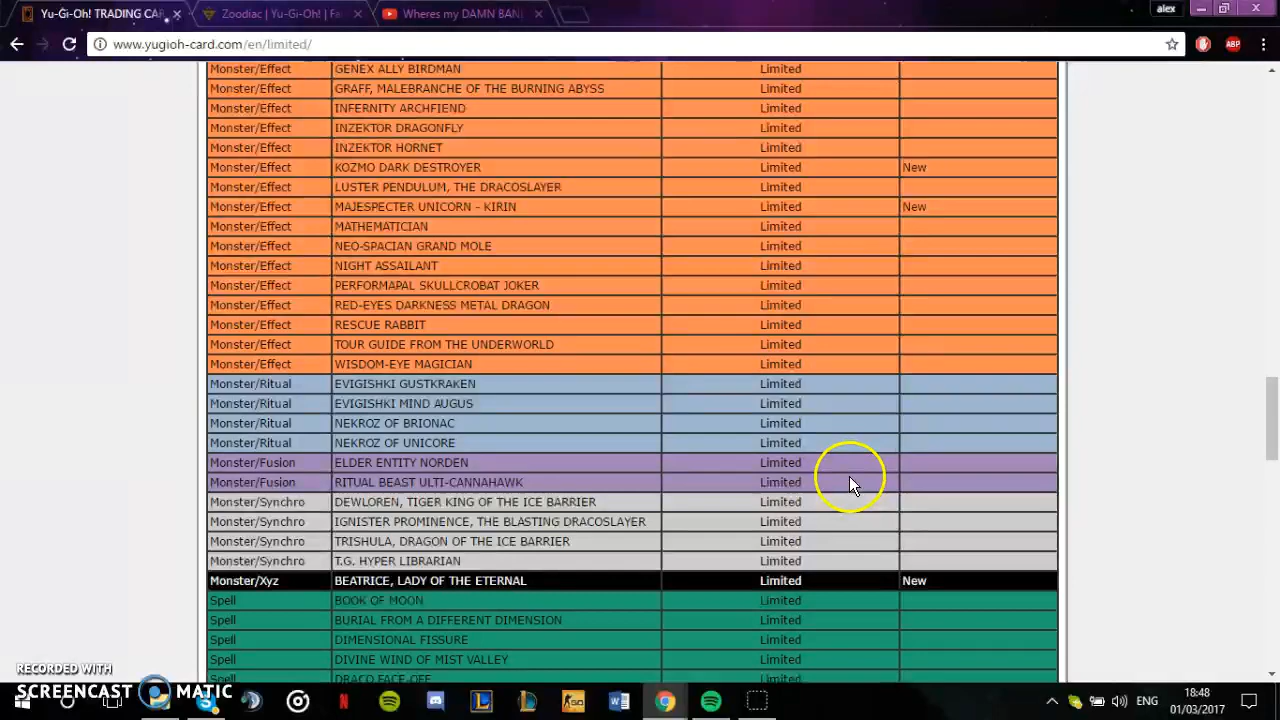 Yu-Gi-Oh! TRADING CA
Zoodiac | Yu-Gi-Oh! | Fa
Wheres my DAMN BAN
alex
www.yugioh-card.com/en/limited/
ABP
Monster/Effect GENEX ALLY BIRDMAN Limited
Monster/Effect GRAFF, MALEBRANCHE OF THE BURNING ABYSS Limited
Monster/Effect INFERNITY ARCHFIEND Limited
Monster/Effect INZEKTOR DRAGONFLY Limited
Monster/Effect INZEKTOR HORNET Limited
Monster/Effect KOZMO DARK DESTROYER Limited New
Monster/Effect LUSTER PENDULUM, THE DRACOSLAYER Limited
Monster/Effect MAJESPECTER UNICORN - KIRIN Limited New
Monster/Effect MATHEMATICIAN Limited
Monster/Effect NEO-SPACIAN GRAND MOLE Limited
Monster/Effect NIGHT ASSAILANT Limited
Monster/Effect PERFORMAPAL SKULLCROBAT JOKER Limited
Monster/Effect RED-EYES DARKNESS METAL DRAGON Limited
Monster/Effect RESCUE RABBIT Limited
Monster/Effect TOUR GUIDE FROM THE UNDERWORLD Limited
Monster/Effect WISDOM-EYE MAGICIAN Limited
Monster/Ritual EVIGISHKI GUSTKRAKEN Limited
Monster/Ritual EVIGISHKI MIND AUGUS Limited
Monster/Ritual NEKROZ OF BRIONAC Limited
Monster/Ritual NEKROZ OF UNICORE Limited
Monster/Fusion ELDER ENTITY NORDEN Limited
Monster/Fusion RITUAL BEAST ULTI-CANNAHAWK Limited
Monster/Synchro DEWLOREN, TIGER KING OF THE ICE BARRIER Limited
Monster/Synchro IGNISTER PROMINENCE, THE BLASTING DRACOSLAYER Limited
Monster/Synchro TRISHULA, DRAGON OF THE ICE BARRIER Limited
Monster/Synchro T.G. HYPER LIBRARIAN Limited
Monster/Xyz BEATRICE, LADY OF THE ETERNAL Limited New
Spell BOOK OF MOON Limited
Spell BURIAL FROM A DIFFERENT DIMENSION Limited
Spell DIMENSIONAL FISSURE Limited
Spell DIVINE WIND OF MIST VALLEY Limited
Spell DRACO FACE-OFF Limited
RECORDED WITH
SCREENCAST MATIC
ENG
18:48
01/03/2017